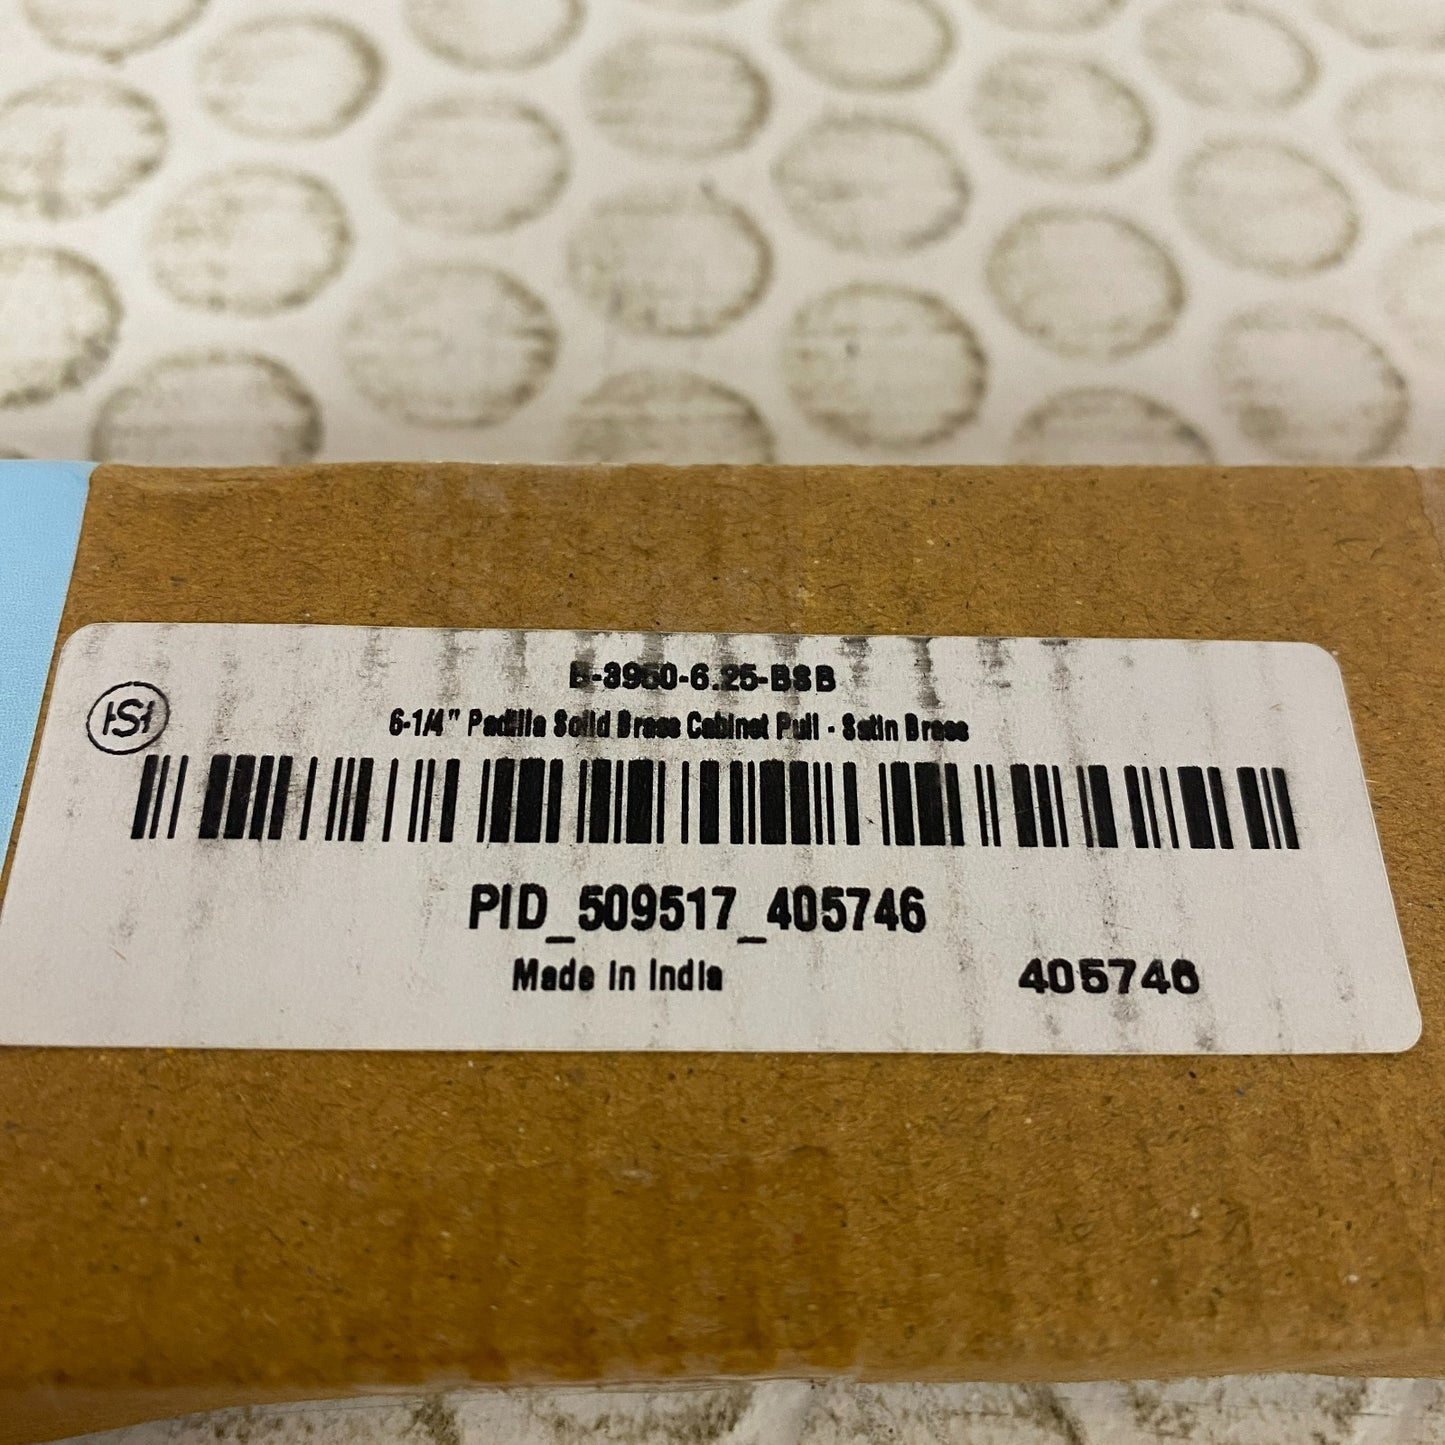 B-3950-6.25-BSB
HSH
6-1/4" Padilla Solid Brass Cabinet Pull - Satin Brass
PID_509517_405746
Made in India
405746